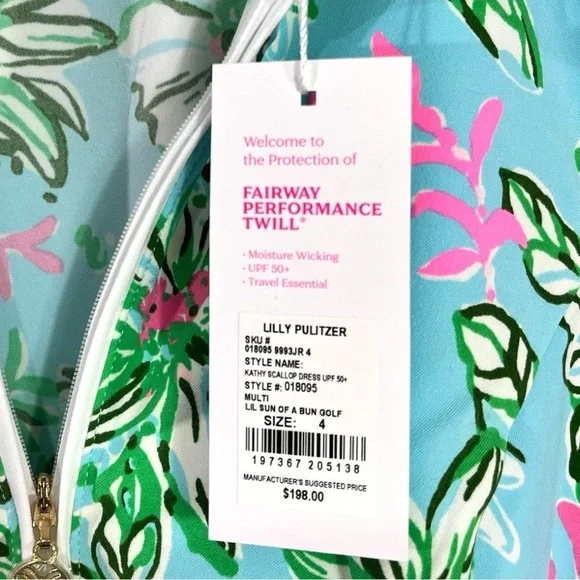 Welcome to
the Protection of
FAIRWAY
PERFORMANCE
TWILL®
• Moisture Wicking
• UPF 50+
• Travel Essential
LILLY PULITZER
SKU #
018095 9993JR 4
STYLE NAME:
KATHY SCALLOP DRESS UPF 50+
STYLE #: 018095
MULTI
LIL SUN OF A BUN GOLF
SIZE: 4
197367 205138
MANUFACTURER'S SUGGESTED PRICE
$198.00